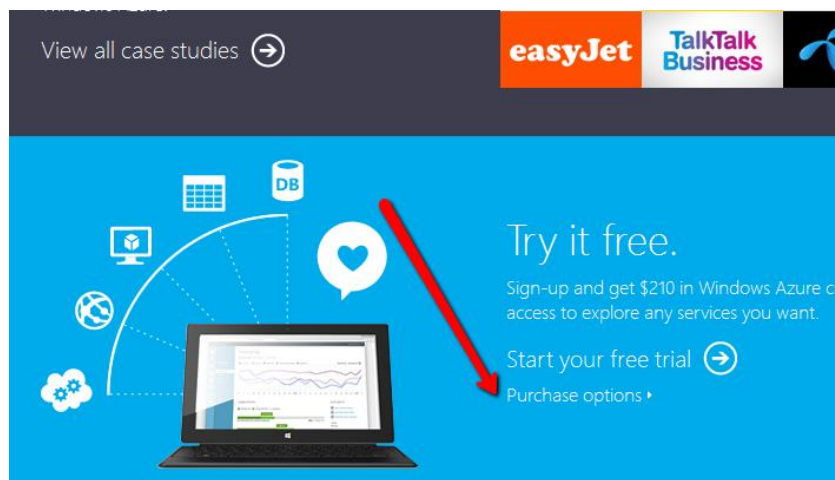 View all case studies
easyJet
TalkTalk
Business
DB
Try it free.
Sign-up and get $210 in Windows Azure
access to explore any services you want.
Start your free trial
Purchase options